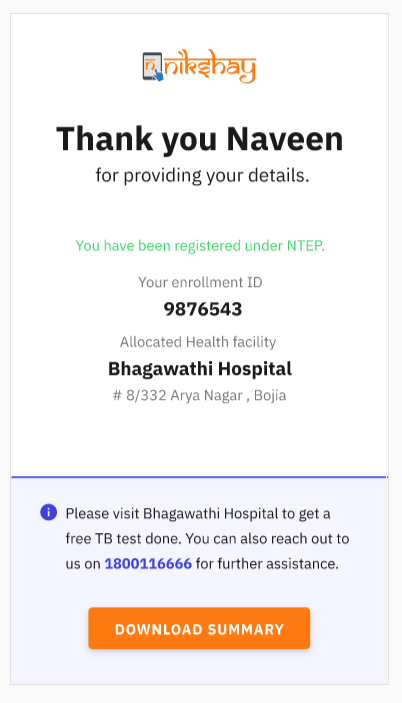 nikshay
Thank you Naveen
for providing your details.
You have been registered under NTEP.
Your enrollment ID
9876543
Allocated Health facility
Bhagawathi Hospital
# 8/332 Arya Nagar , Bojia
Please visit Bhagawathi Hospital to get a
free TB test done. You can also reach out to
us on 1800116666 for further assistance.
DOWNLOAD SUMMARY